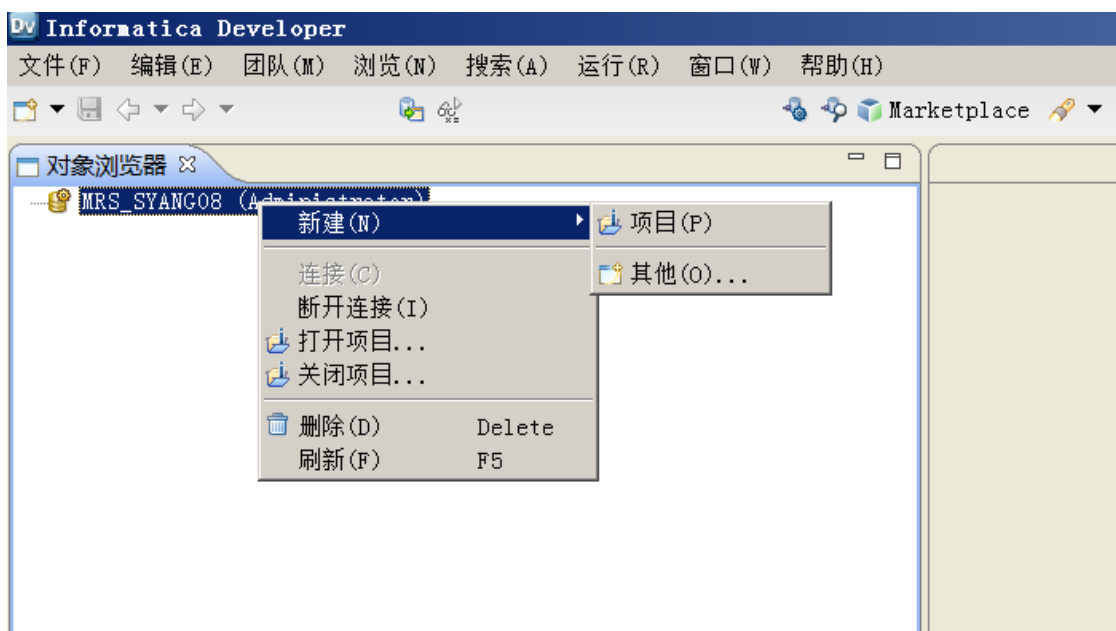 Dv Informatica Developer
文件(F) 编辑(E) 团队(M) 浏览(N) 搜索(A) 运行(R) 窗口(W) 帮助(H)
Marketplace
对象浏览器
MRS_SYANG08 (Administrator)
新建(N)
项目(P)
连接(C)
其他(O)...
断开连接(I)
打开项目...
关闭项目...
删除(D) Delete
刷新(F) F5